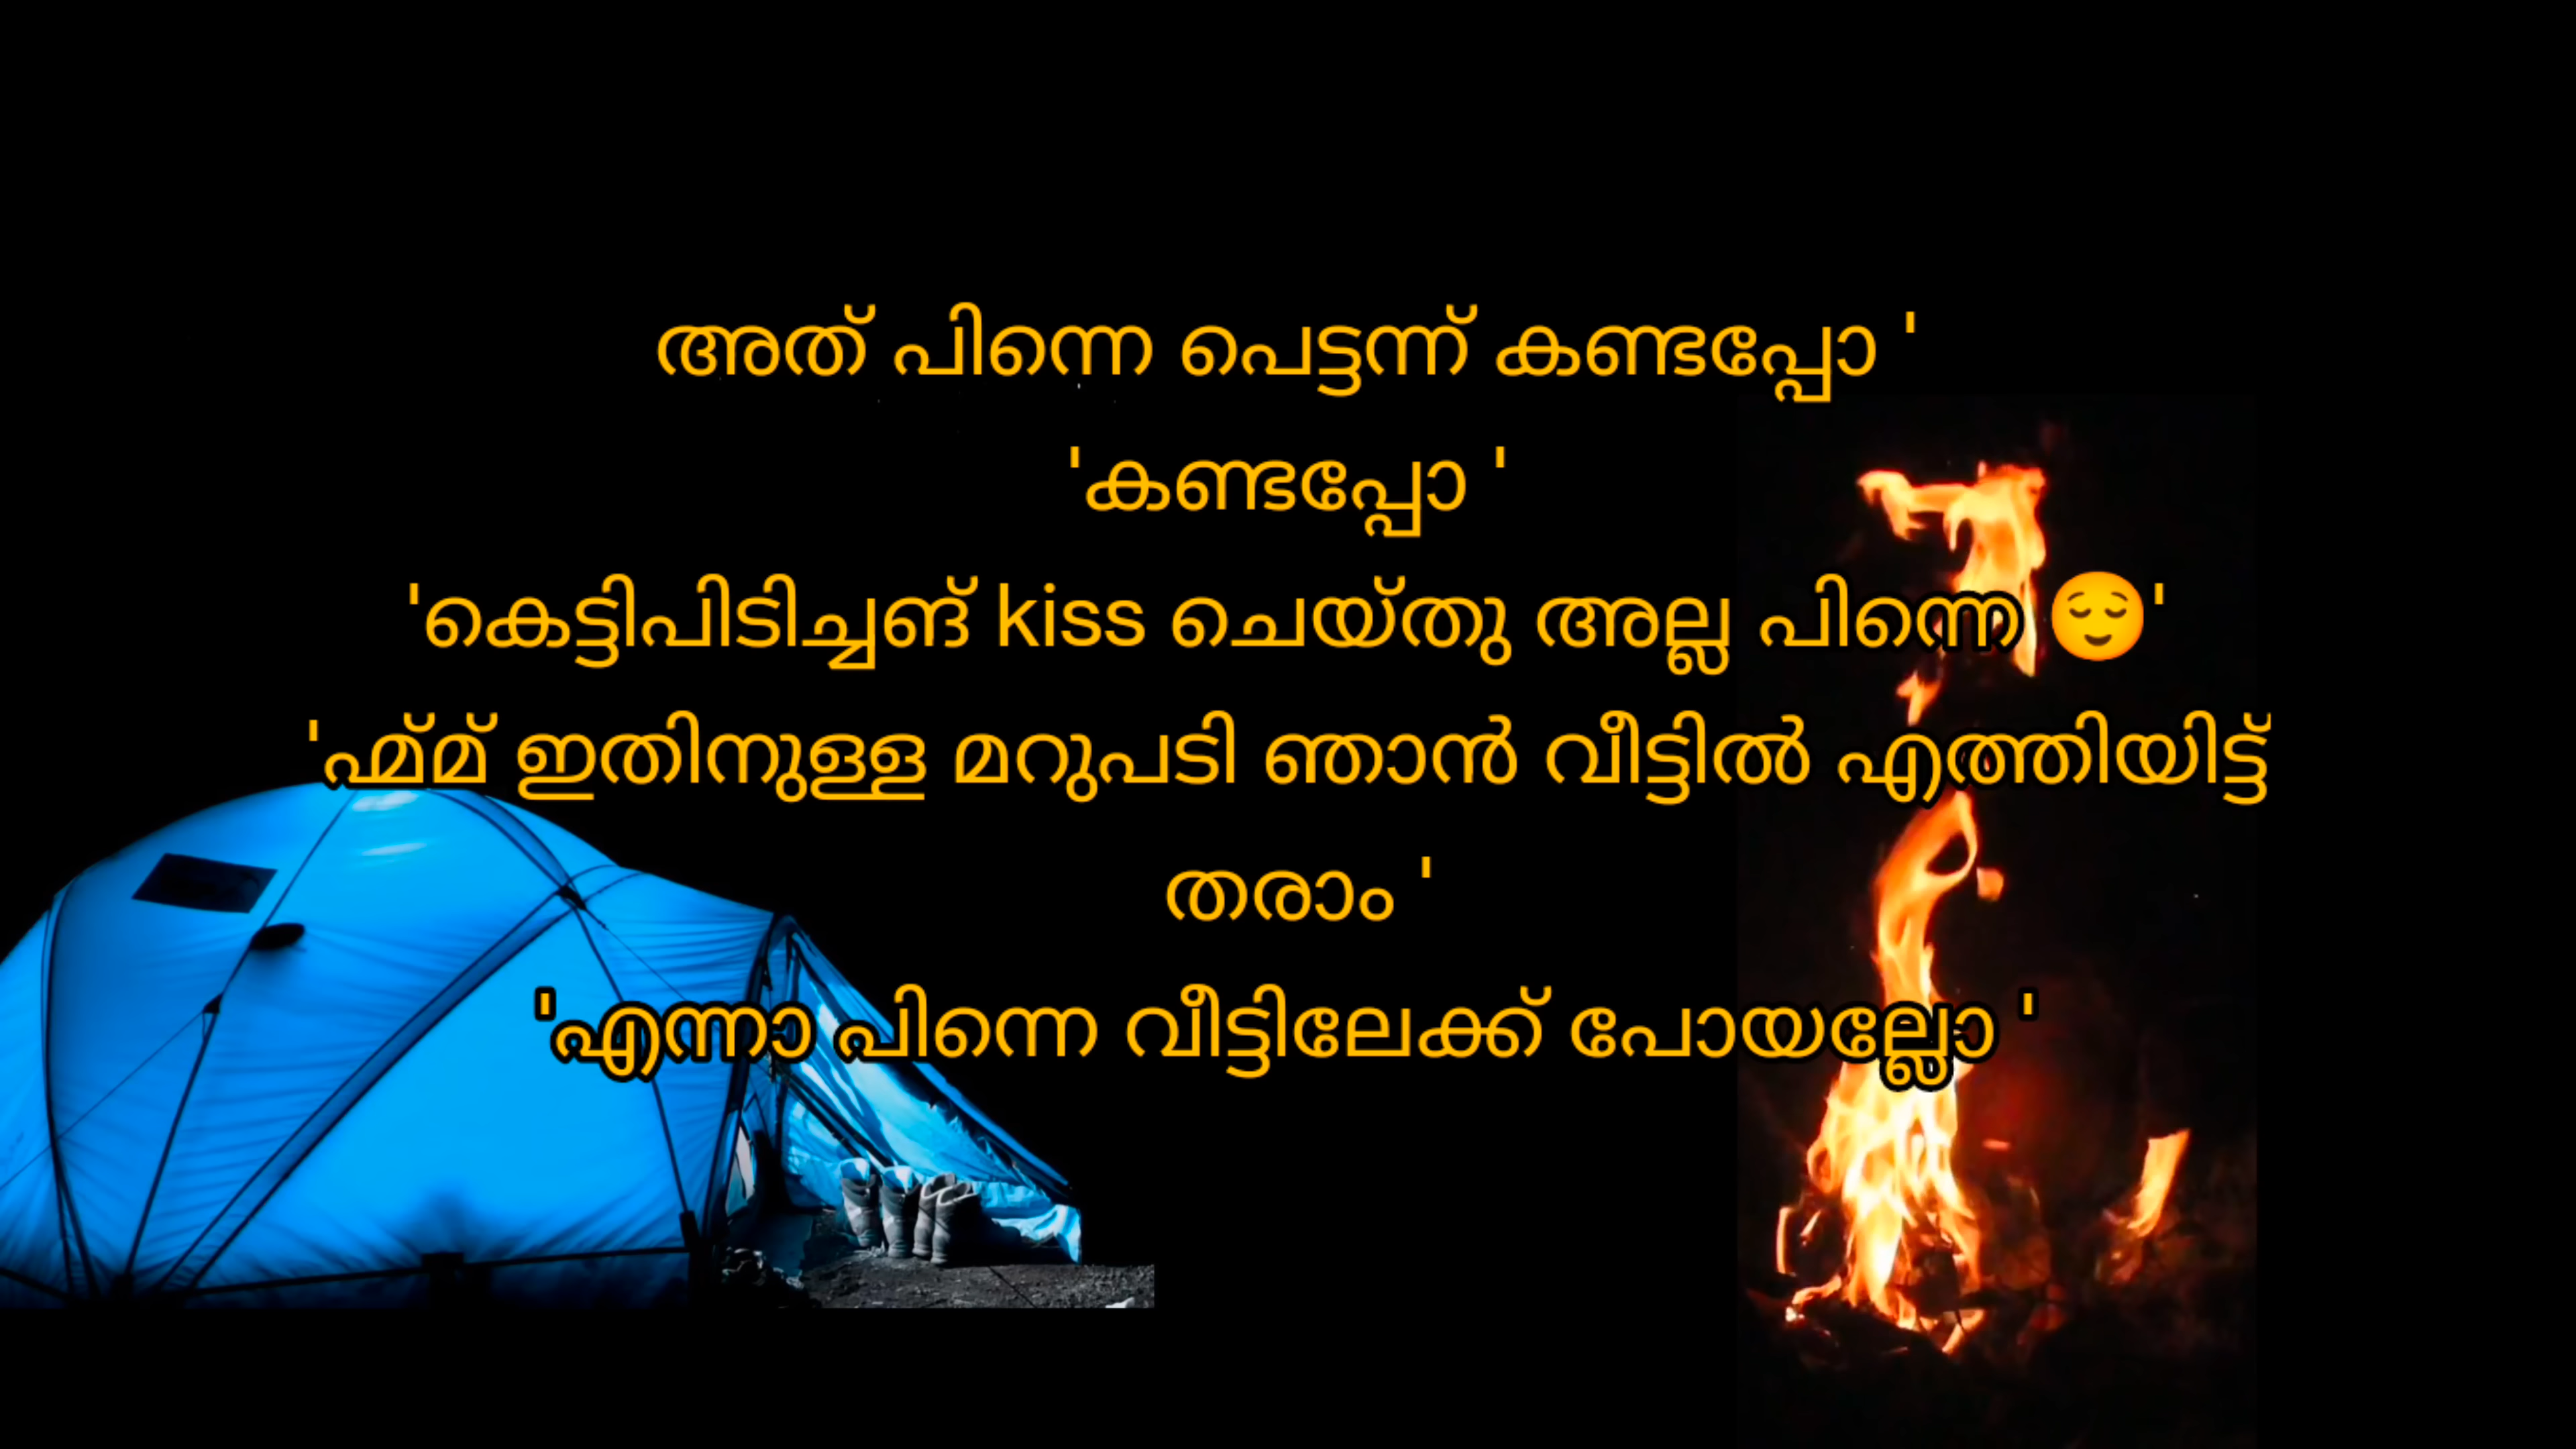 അത് പിന്നെ പെട്ടന്ന് കണ്ടപ്പോ '
'കണ്ടപ്പോ '
'കെട്ടിപിടിച്ചങ് kiss ചെയ്തു അല്ല പിന്നെ 😌'
'ഹ്മ്മ് ഇതിനുള്ള മറുപടി ഞാൻ വീട്ടിൽ എത്തിയിട്ട്
തരാം '
'എന്നാ പിന്നെ വീട്ടിലേക്ക് പോയല്ലോ '